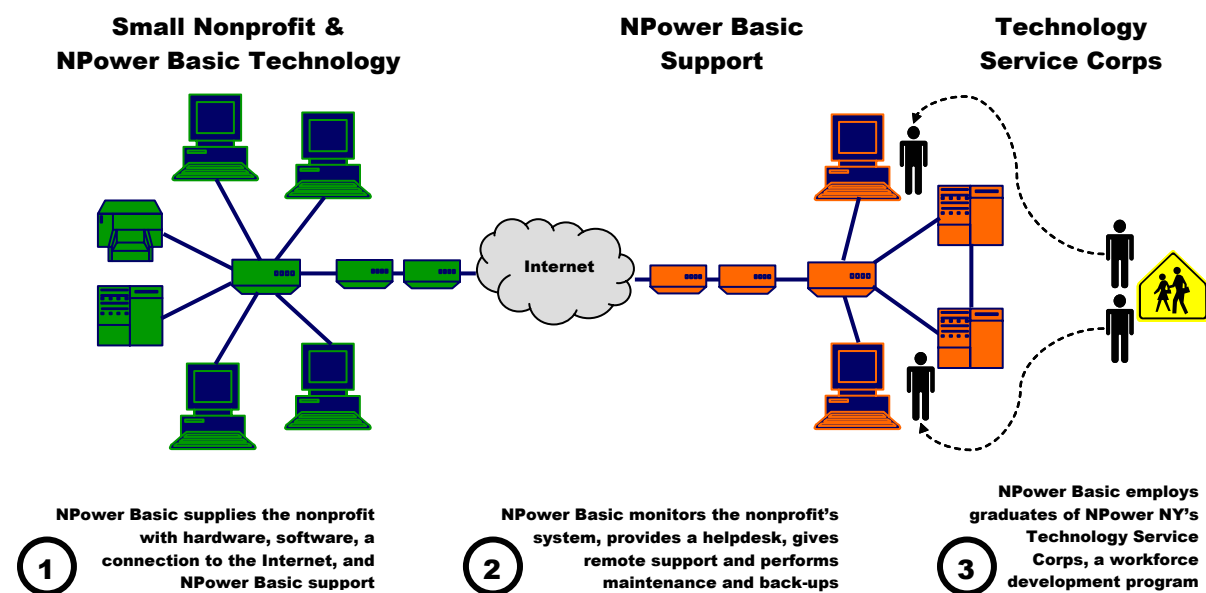 Small Nonprofit &
NPower Basic Technology
NPower Basic
Support
Technology
Service Corps
Internet
1
NPower Basic supplies the nonprofit
with hardware, software, a
connection to the Internet, and
NPower Basic support
2
NPower Basic monitors the nonprofit’s
system, provides a helpdesk, gives
remote support and performs
maintenance and back-ups
3
NPower Basic employs
graduates of NPower NY’s
Technology Service
Corps, a workforce
development program